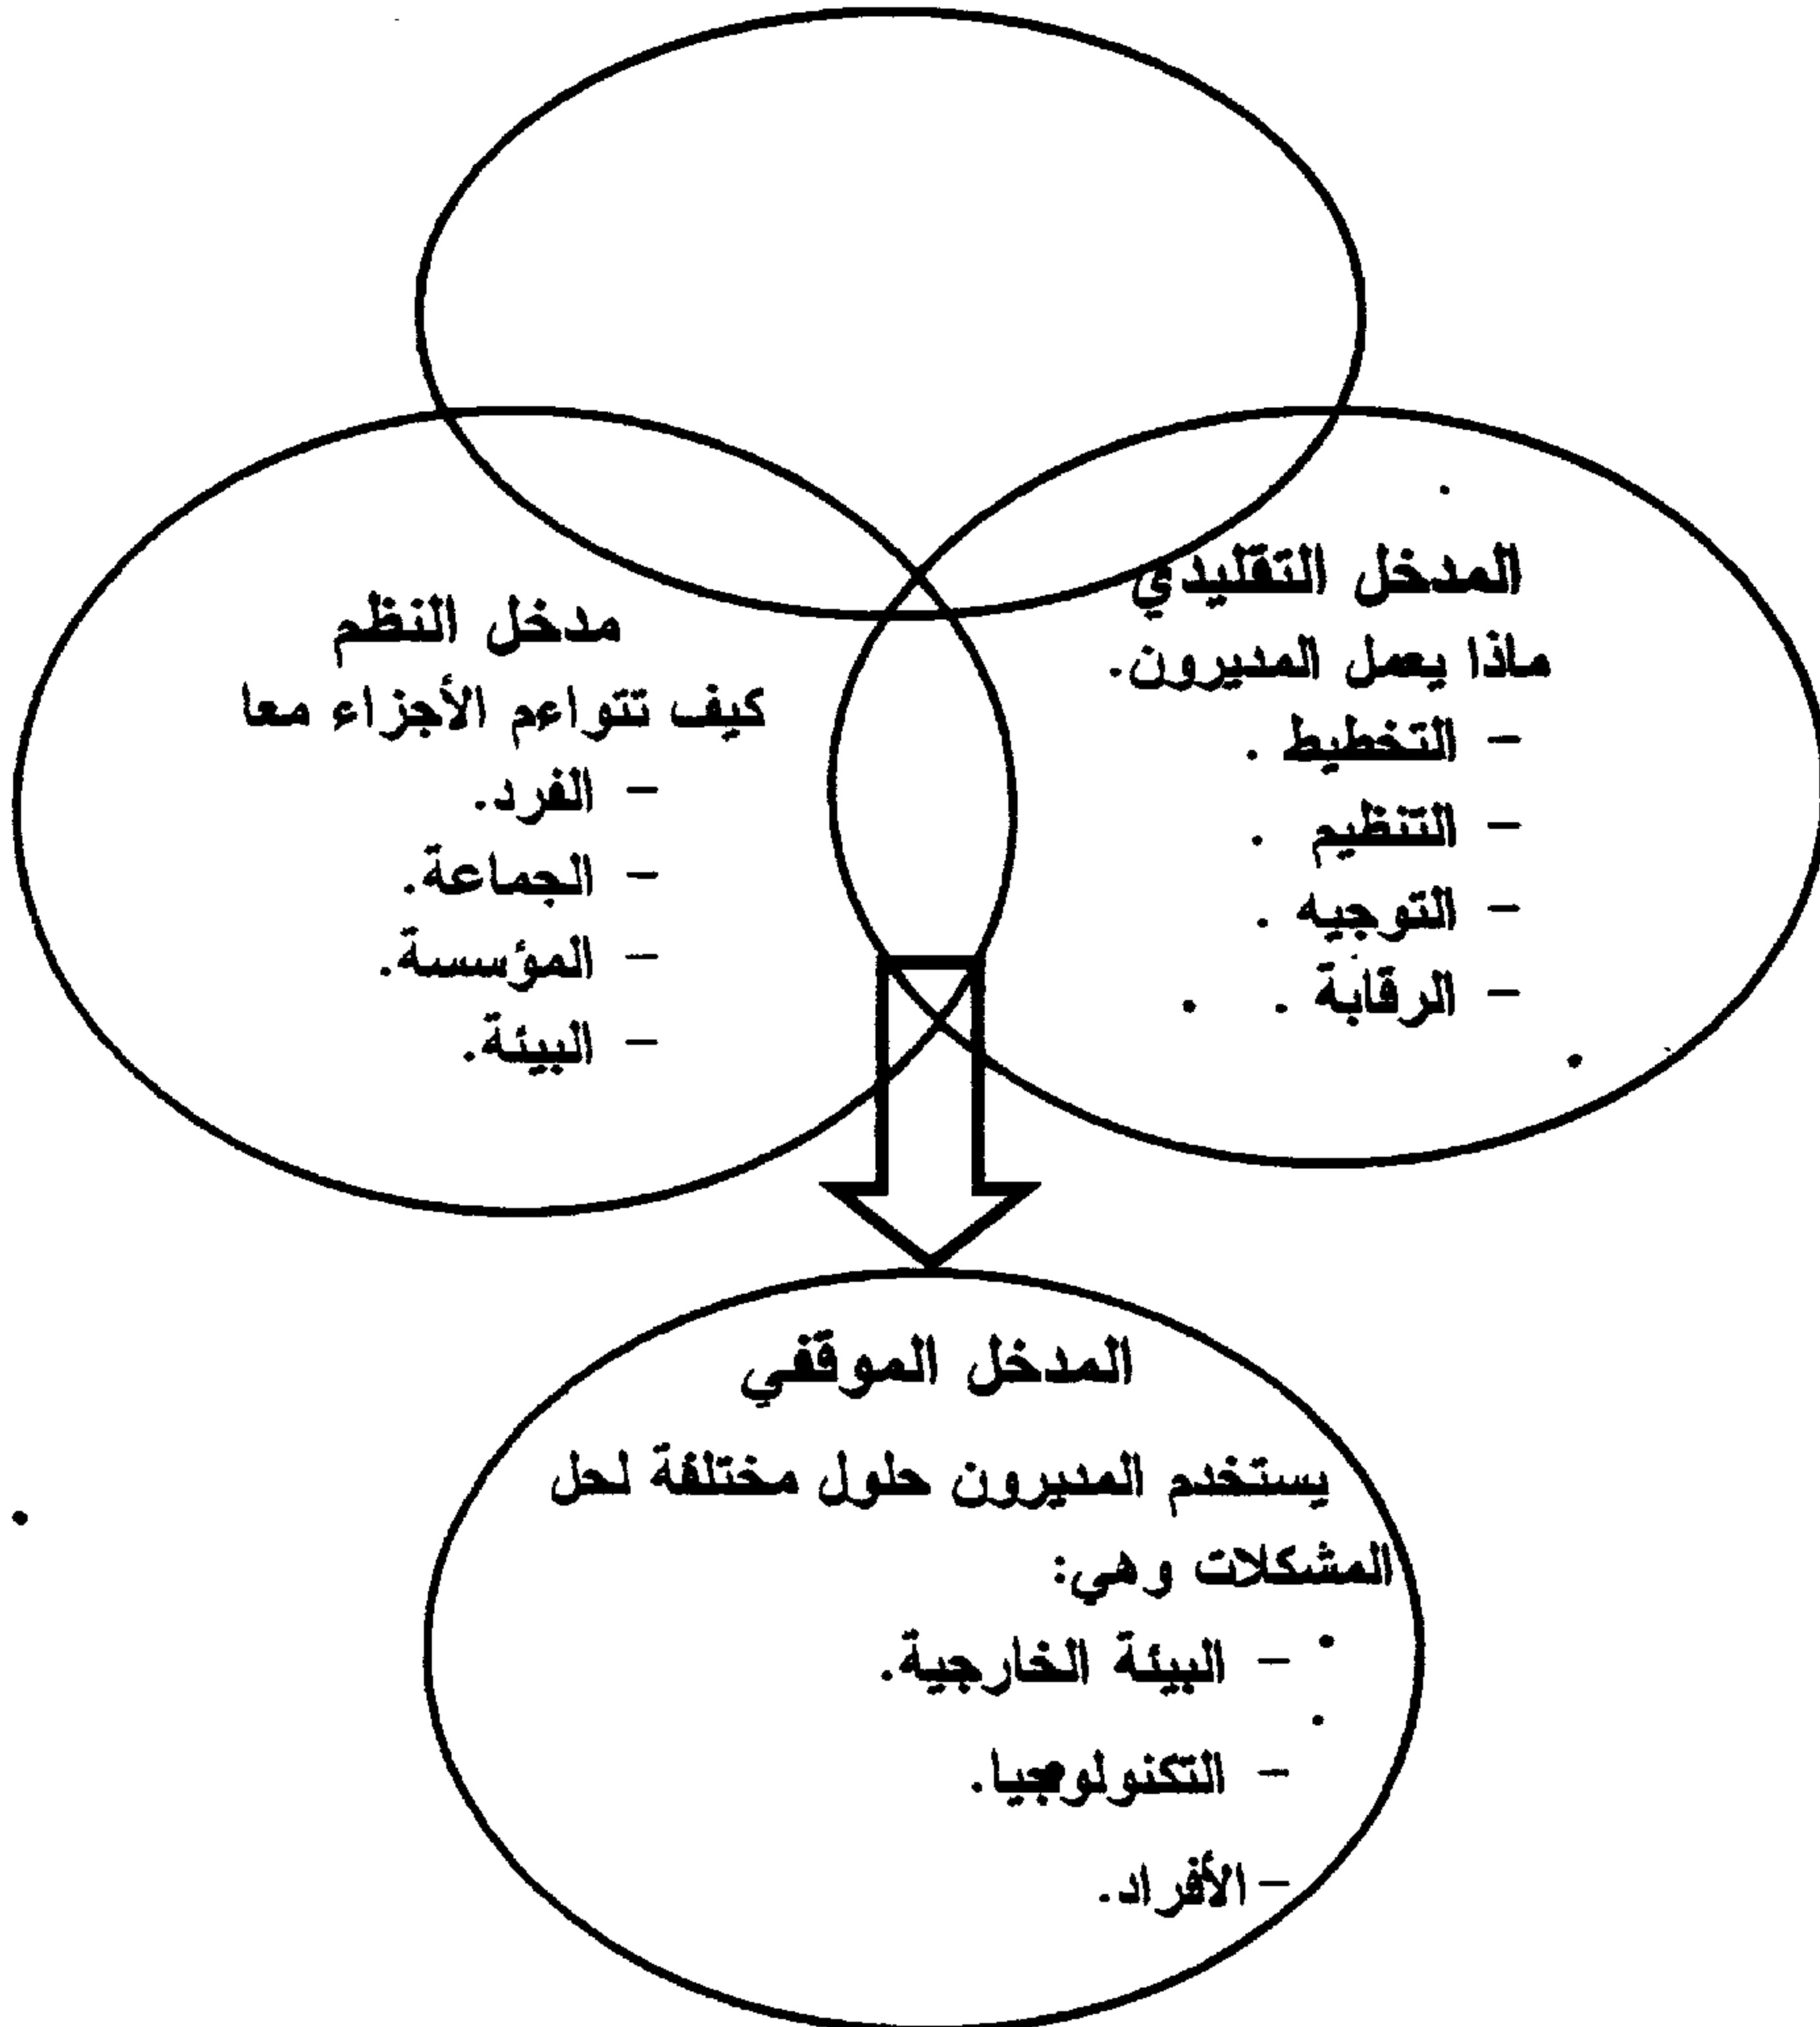 المدخل التقليدي
ماذا يعمل المديرون.
- التخطيط .
- التنظيم .
- التوجيه .
- الرقابة .
مدخل النظم
كيف تتواءم الأجزاء معا
- الفرد.
- الجماعة.
- المؤسسة.
- البيئة.
المدخل الموقفي
يستخدم المديرون حلول مختلفة لحل
المشكلات وهي:
- البيئة الخارجية.
- التكنولوجيا.
- الأفراد.